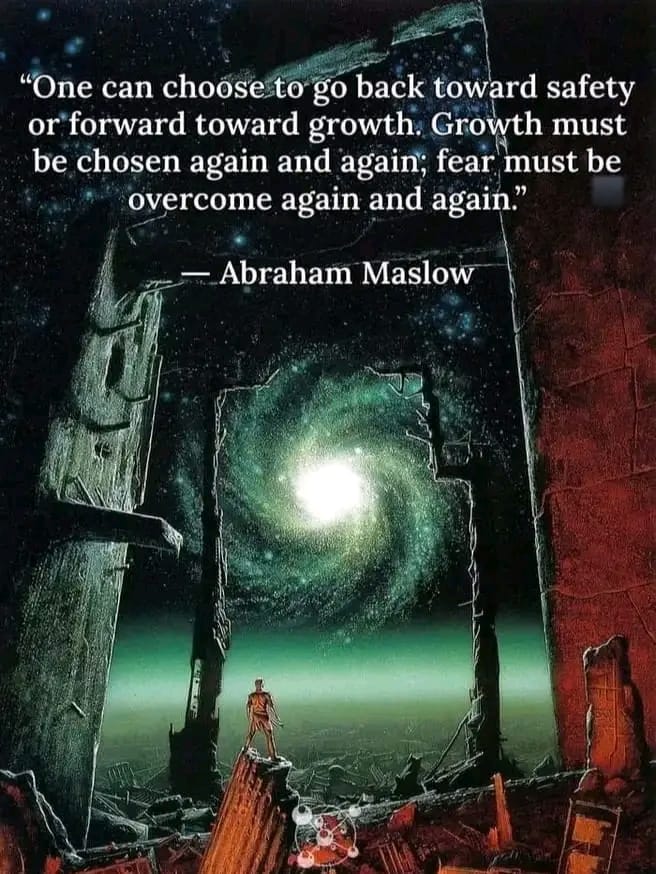 “One can choose to go back toward safety
or forward toward growth. Growth must
be chosen again and again; fear must be
overcome again and again.”
— Abraham Maslow